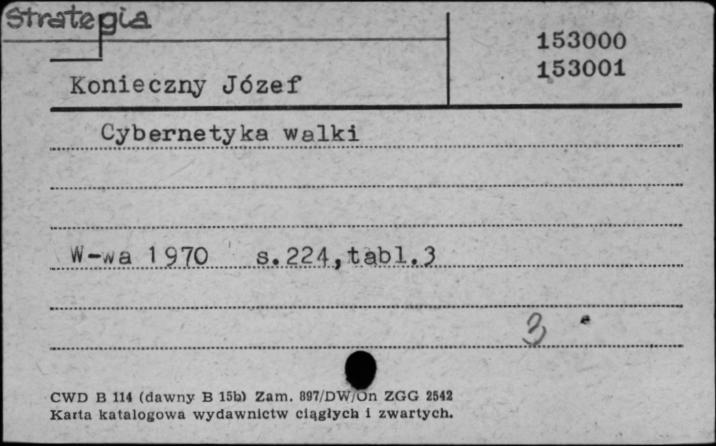 Strategia
153000
153001
Konieczny Józef
Cybernetyka walki
W-wa 1970 s.224,tabl.3
3
CWD B 114 (dawny B 15b) Zam. 897/DW/On ZGG 2542
Karta katalogowa wydawnictw ciągłych i zwartych.